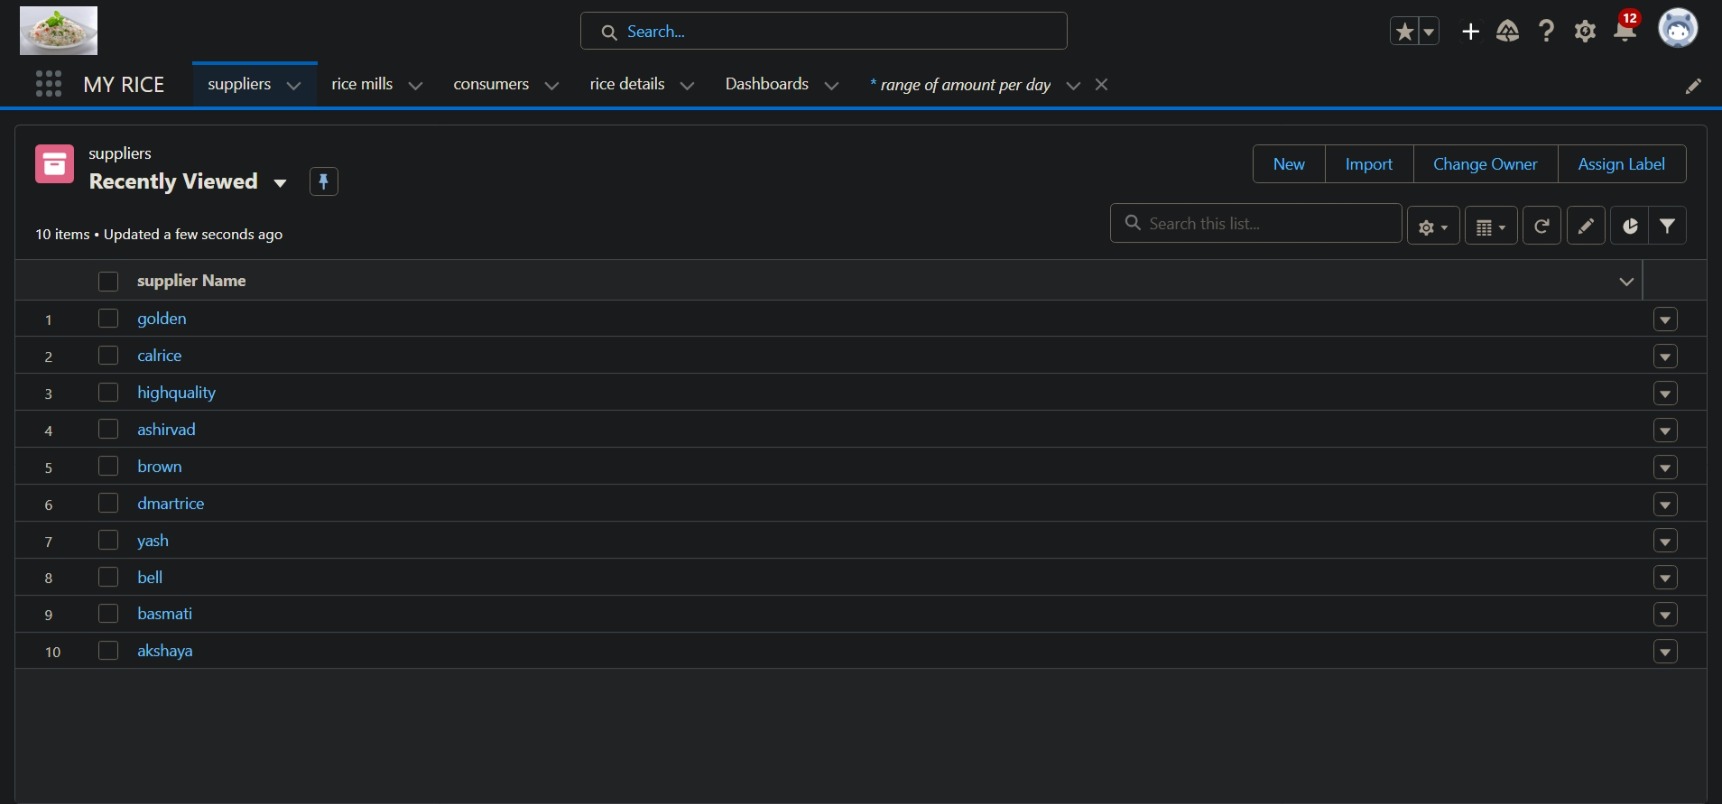 Search...
12
MY RICE
suppliers
rice mills
consumers
rice details
Dashboards
* range of amount per day
suppliers
Recently Viewed
New
Import
Change Owner
Assign Label
10 items • Updated a few seconds ago
Search this list...
supplier Name
1 golden
2 calrice
3 highquality
4 ashirvad
5 brown
6 dmartrice
7 yash
8 bell
9 basmati
10 akshaya